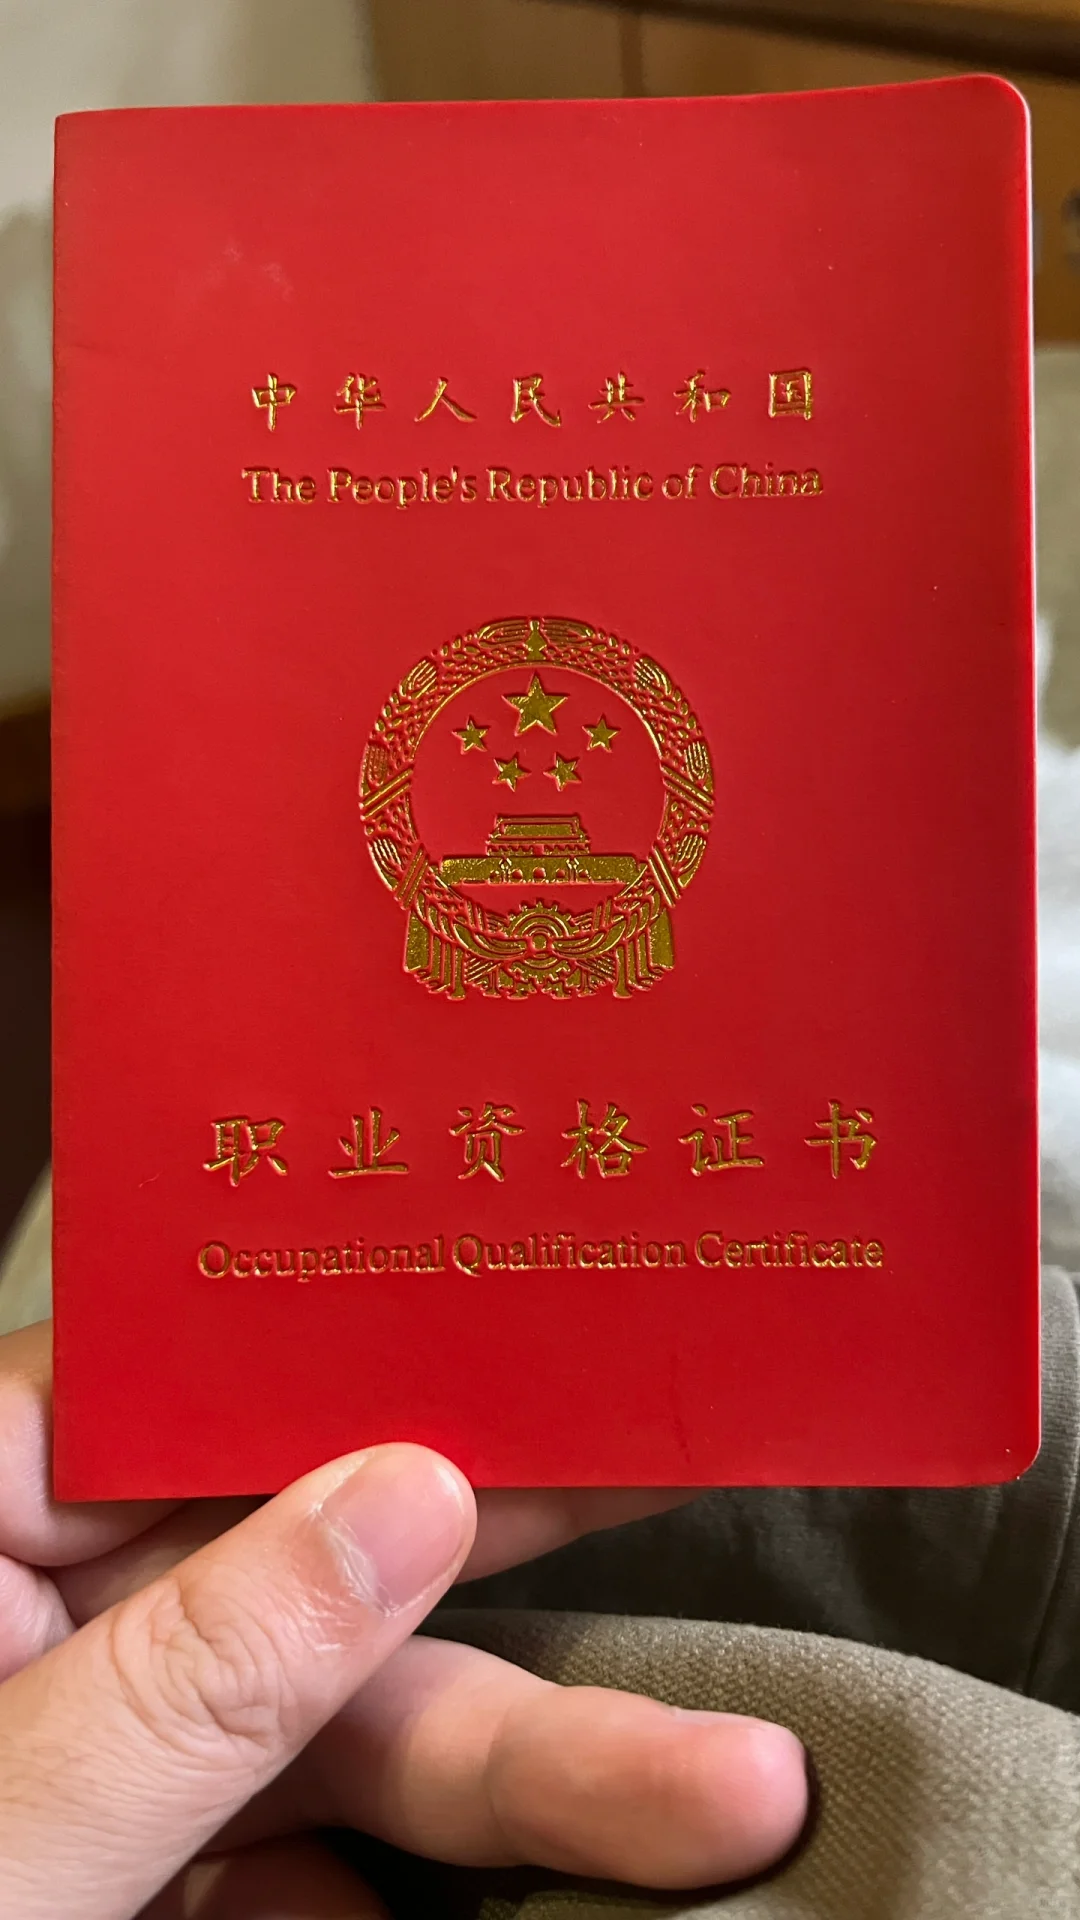 中华人民共和国
The People's Republic of China
职业资格证书
Occupational Qualification Certificate